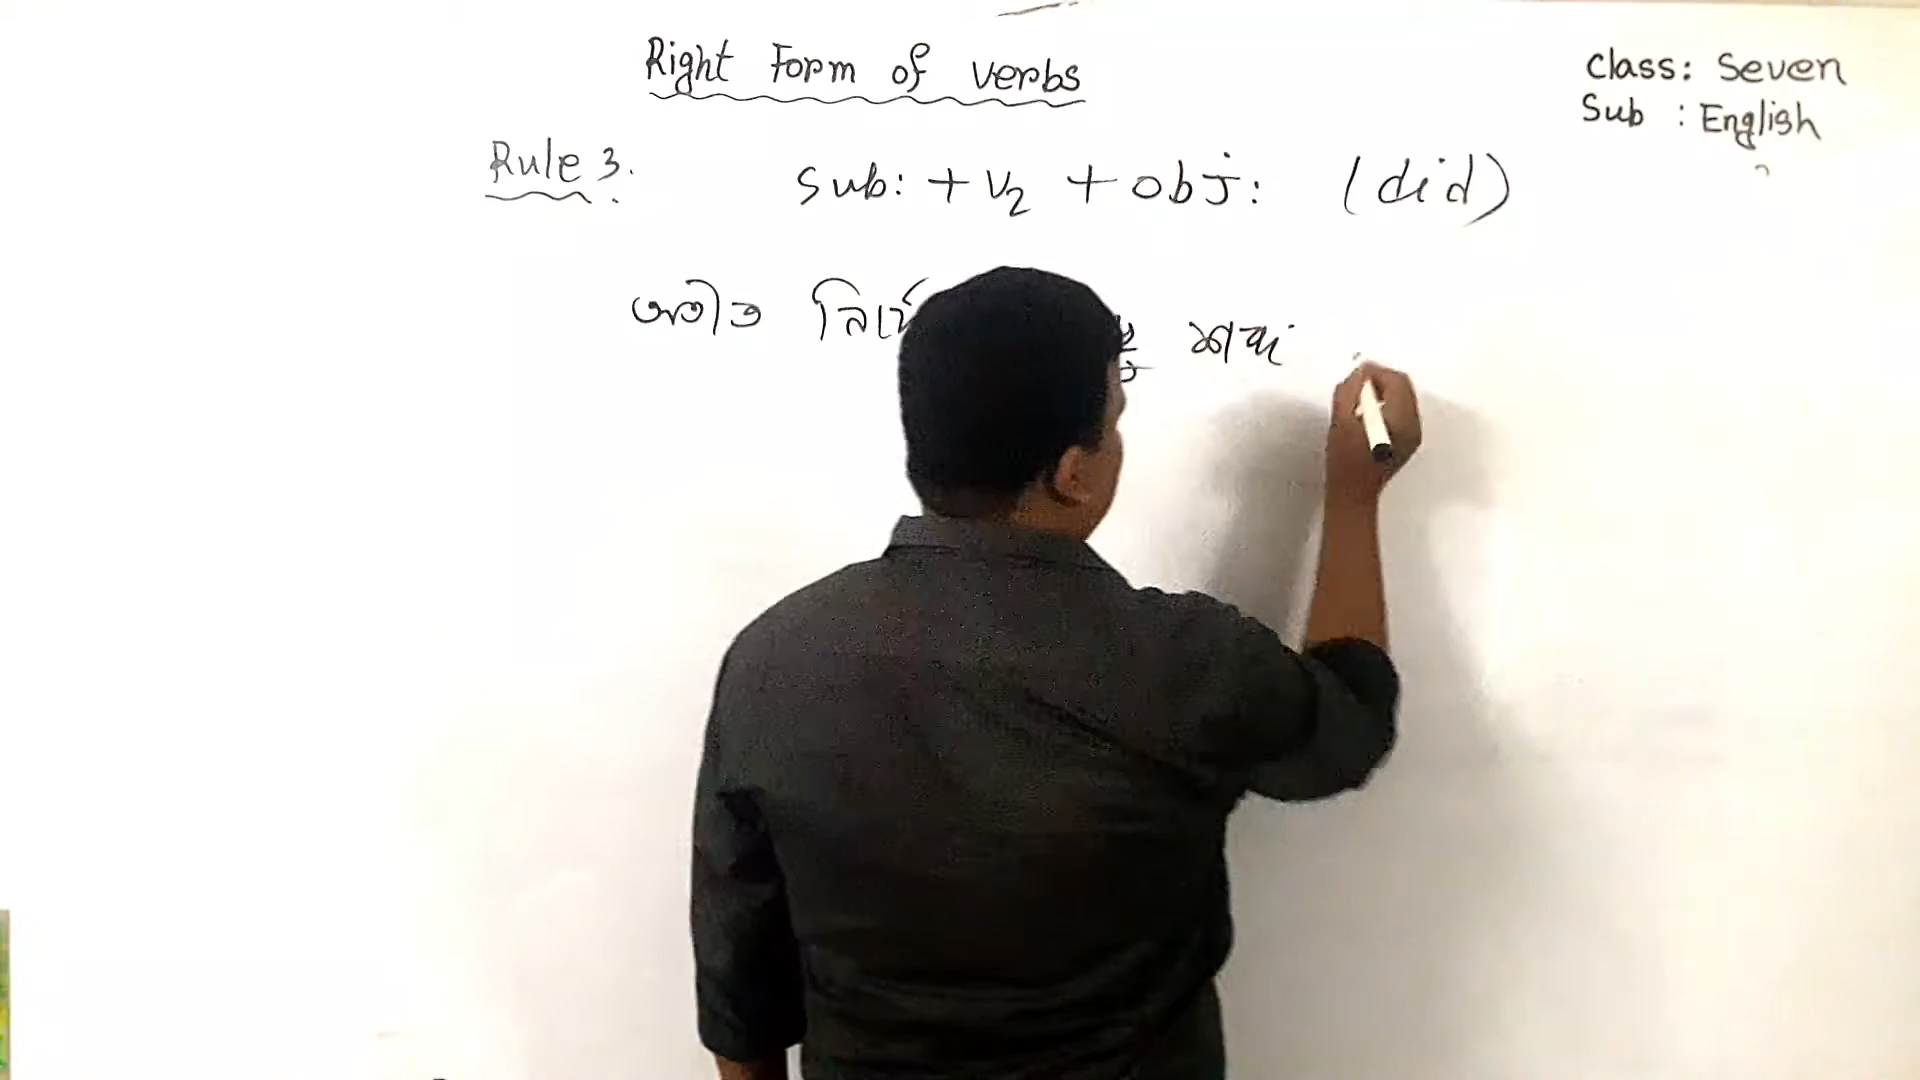 Right Form of verbs
class: Seven
Sub : English
Rule 3. Sub: + V2 + obj: (did)
অতীত